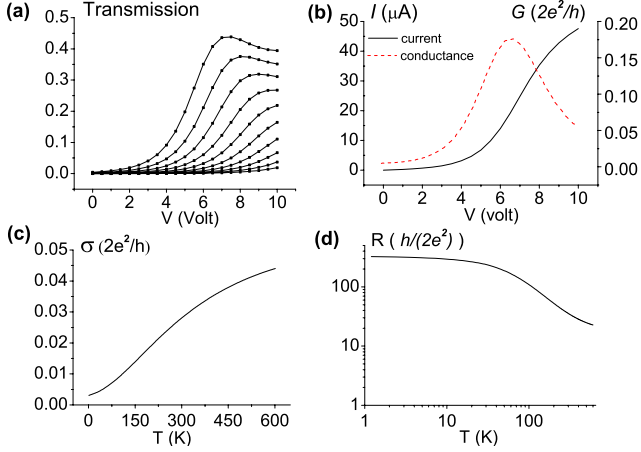 (a) Transmission
0.5
0.4
0.3
0.2
0.1
0.0
0 2 4 6 8 10
V (Volt)
(b) I (μA) G (2e²/h)
50 0.20
40 0.15
30
20 0.10
10 0.05
0 0.00
current
conductance
0 2 4 6 8 10
V (volt)
(c) σ (2e²/h)
0.05
0.04
0.03
0.02
0.01
0.00
0 150 300 450 600
T (K)
(d) R ( h/(2e²) )
100
10
1
1 10 100
T (K)